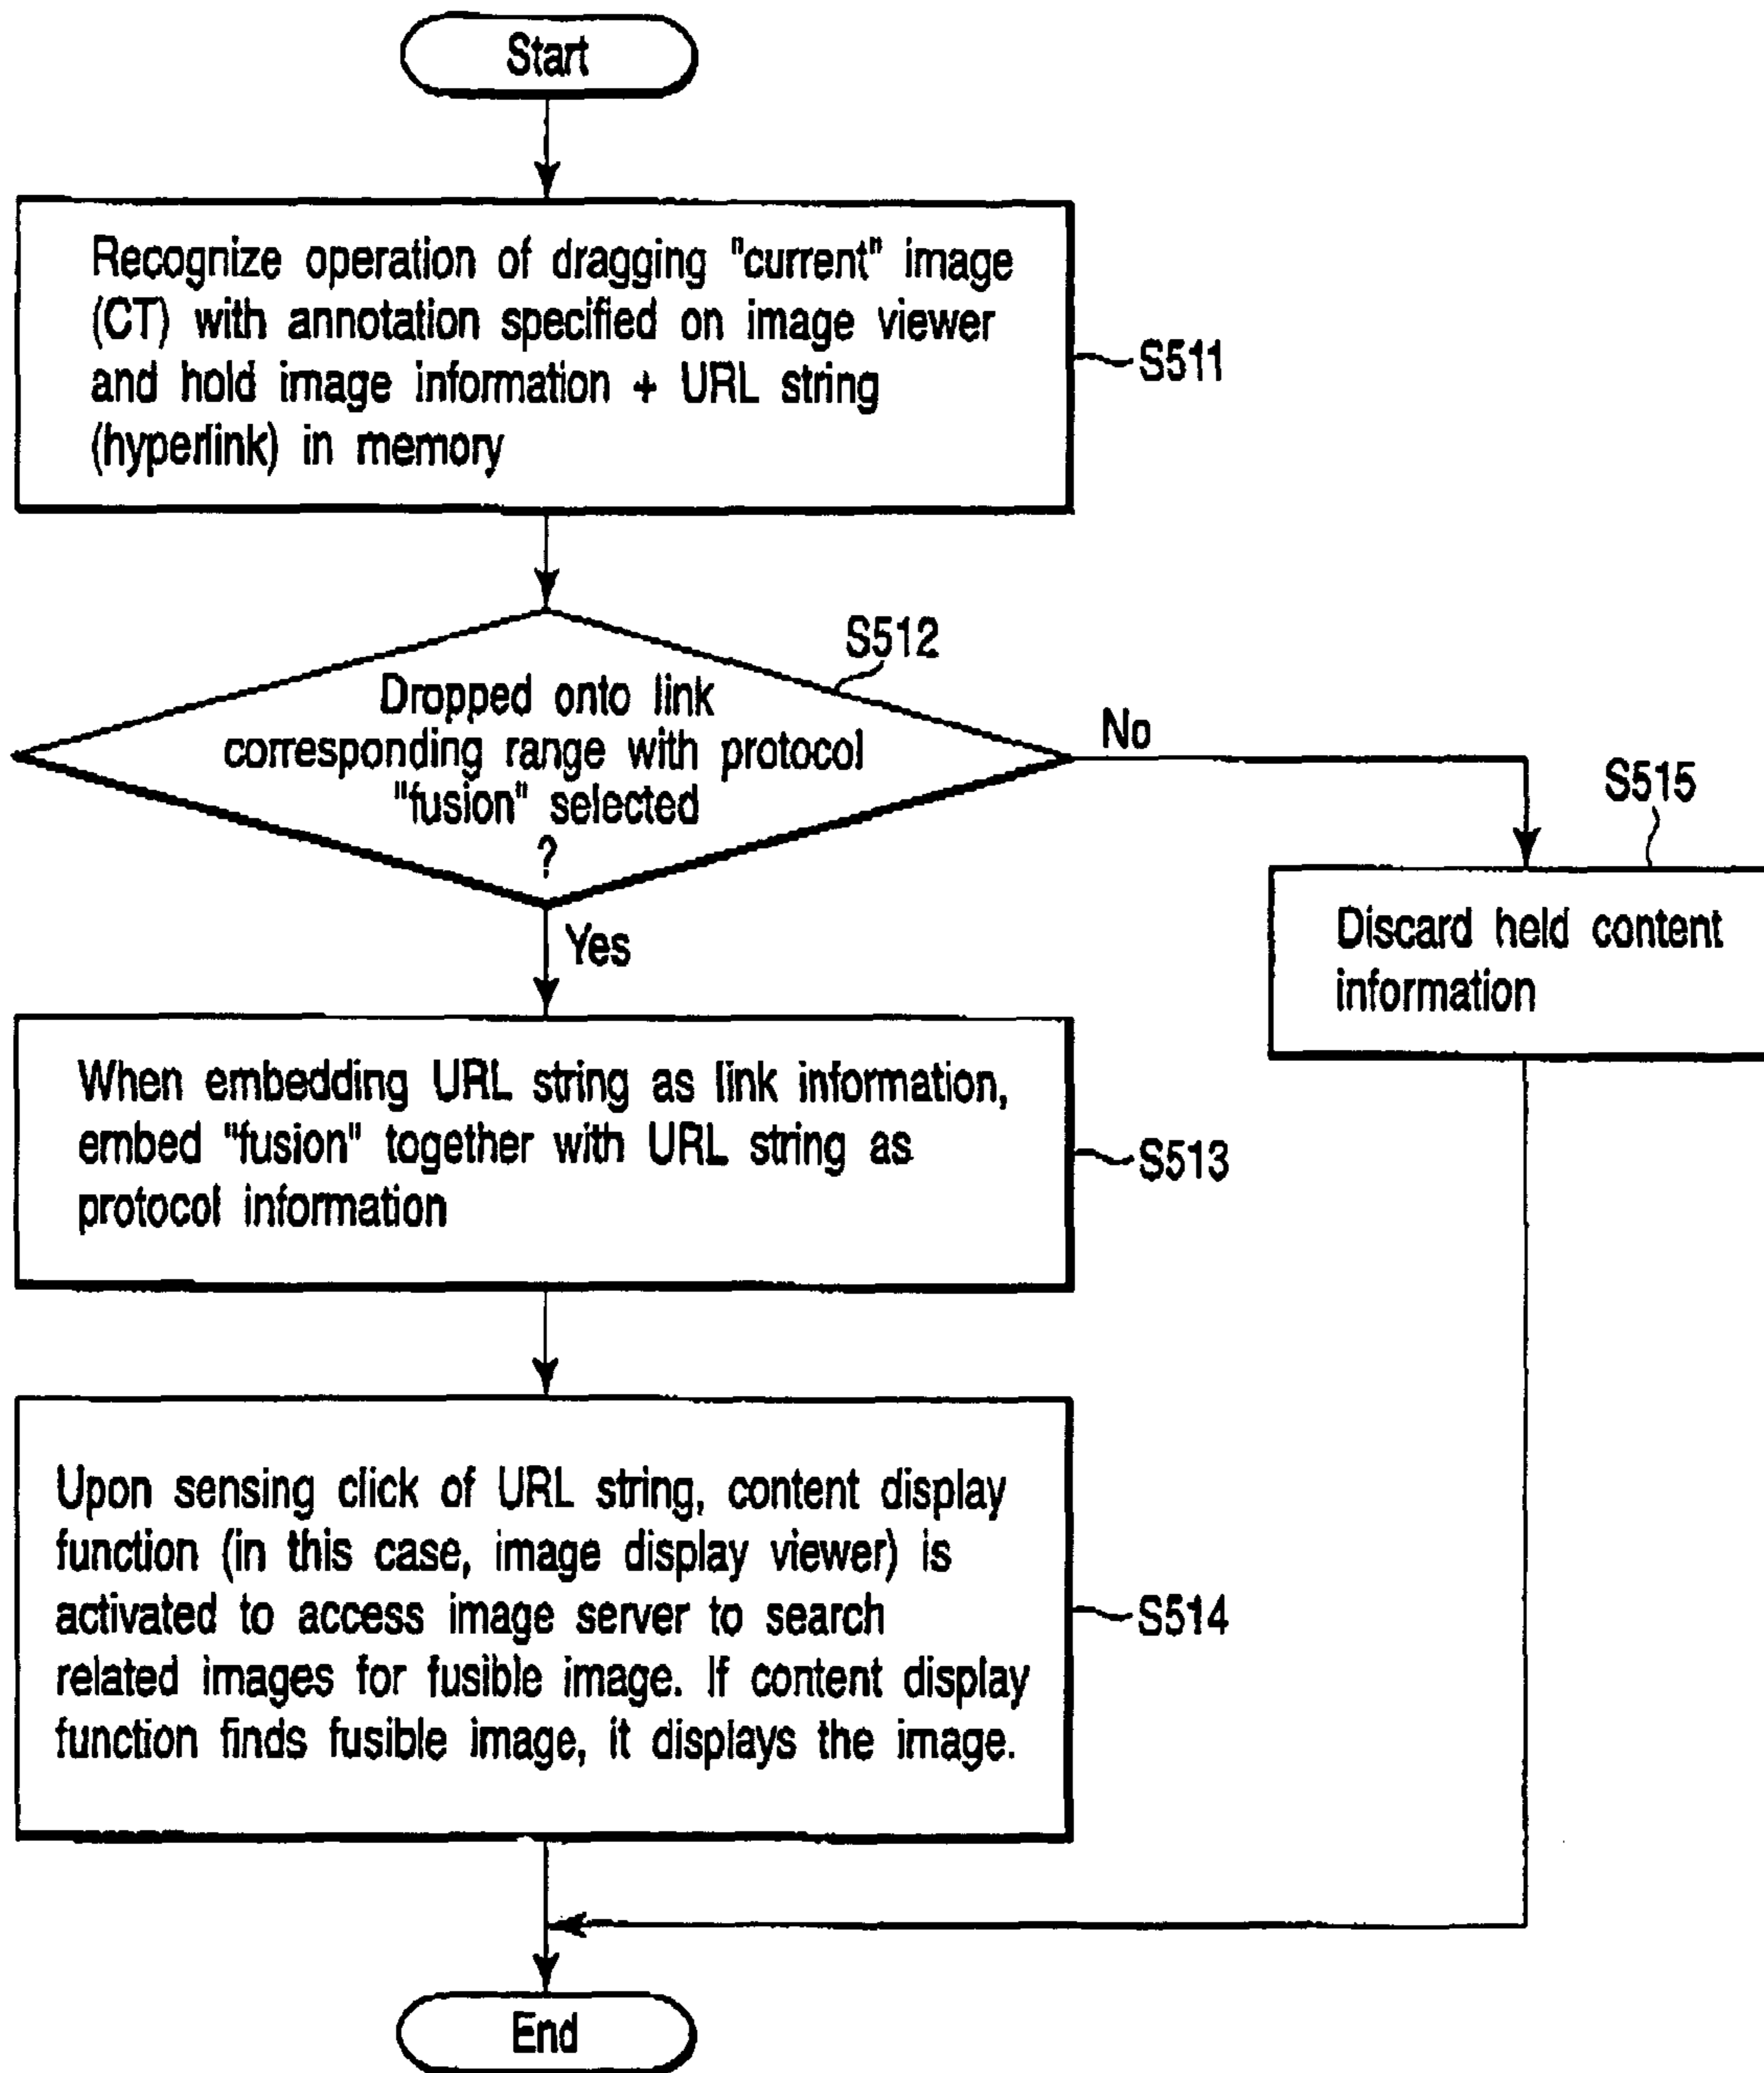 Start
Recognize operation of dragging "current" image
(CT) with annotation specified on image viewer
and hold image information + URL string
(hyperlink) in memory
S511
S512
Dropped onto link
corresponding range with protocol
"fusion" selected
?
No
Yes
S515
Discard held content
information
When embedding URL string as link information,
embed "fusion" together with URL string as
protocol information
S513
Upon sensing click of URL string, content display
function (in this case, image display viewer) is
activated to access image server to search
related images for fusible image. If content display
function finds fusible image, it displays the image.
S514
End